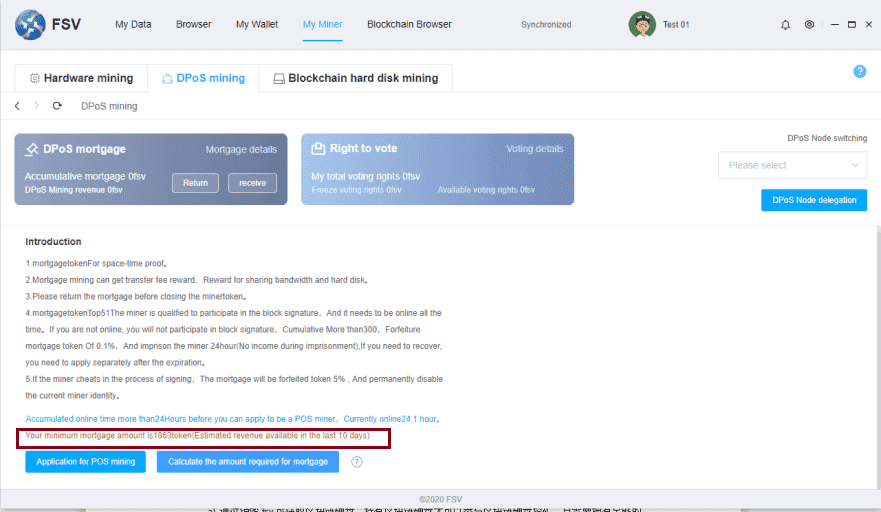 FSV My Data Browser My Wallet My Miner Blockchain Browser Synchronized Test 01
Hardware mining DPoS mining Blockchain hard disk mining ?
DPoS mining
DPoS mortgage Mortgage details
Accumulative mortgage 0fsv
DPoS Mining revenue 0fsv
Return receive
Right to vote Voting details
My total voting rights 0fsv
Freeze voting rights 0fsv Available voting rights 0fsv
DPoS Node switching
Please select
DPoS Node delegation
Introduction
1.mortgagetokenFor space-time proof。
2.Mortgage mining can get transfer fee reward、Reward for sharing bandwidth and hard disk。
3.Please return the mortgage before closing the minertoken。
4.mortgagetokenTop51The miner is qualified to participate in the block signature，And it needs to be online all the
time。If you are not online, you will not participate in block signature，Cumulative More than300，Forfeiture
mortgage token Of 0.1%，And imprison the miner 24hour(No income during imprisonment),If you need to recover,
you need to apply separately after the expiration。
5.If the miner cheats in the process of signing，The mortgage will be forfeited token 5% , And permanently disable
the current miner identity。
Accumulated online time more than24Hours before you can apply to be a POS miner，Currently online24.1 hour。
Your minimum mortgage amount is1863token(Estimated revenue available in the last 10 days)
Application for POS mining Calculate the amount required for mortgage ?
©2020 FSV